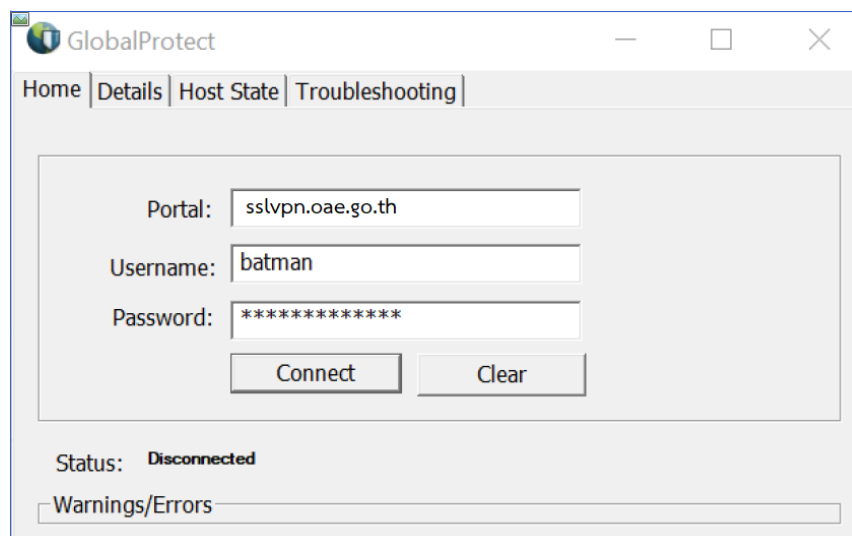 GlobalProtect
Home Details Host State Troubleshooting
Portal: sslvpn.oae.go.th
Username: batman
Password: *************
Connect Clear
Status: Disconnected
Warnings/Errors